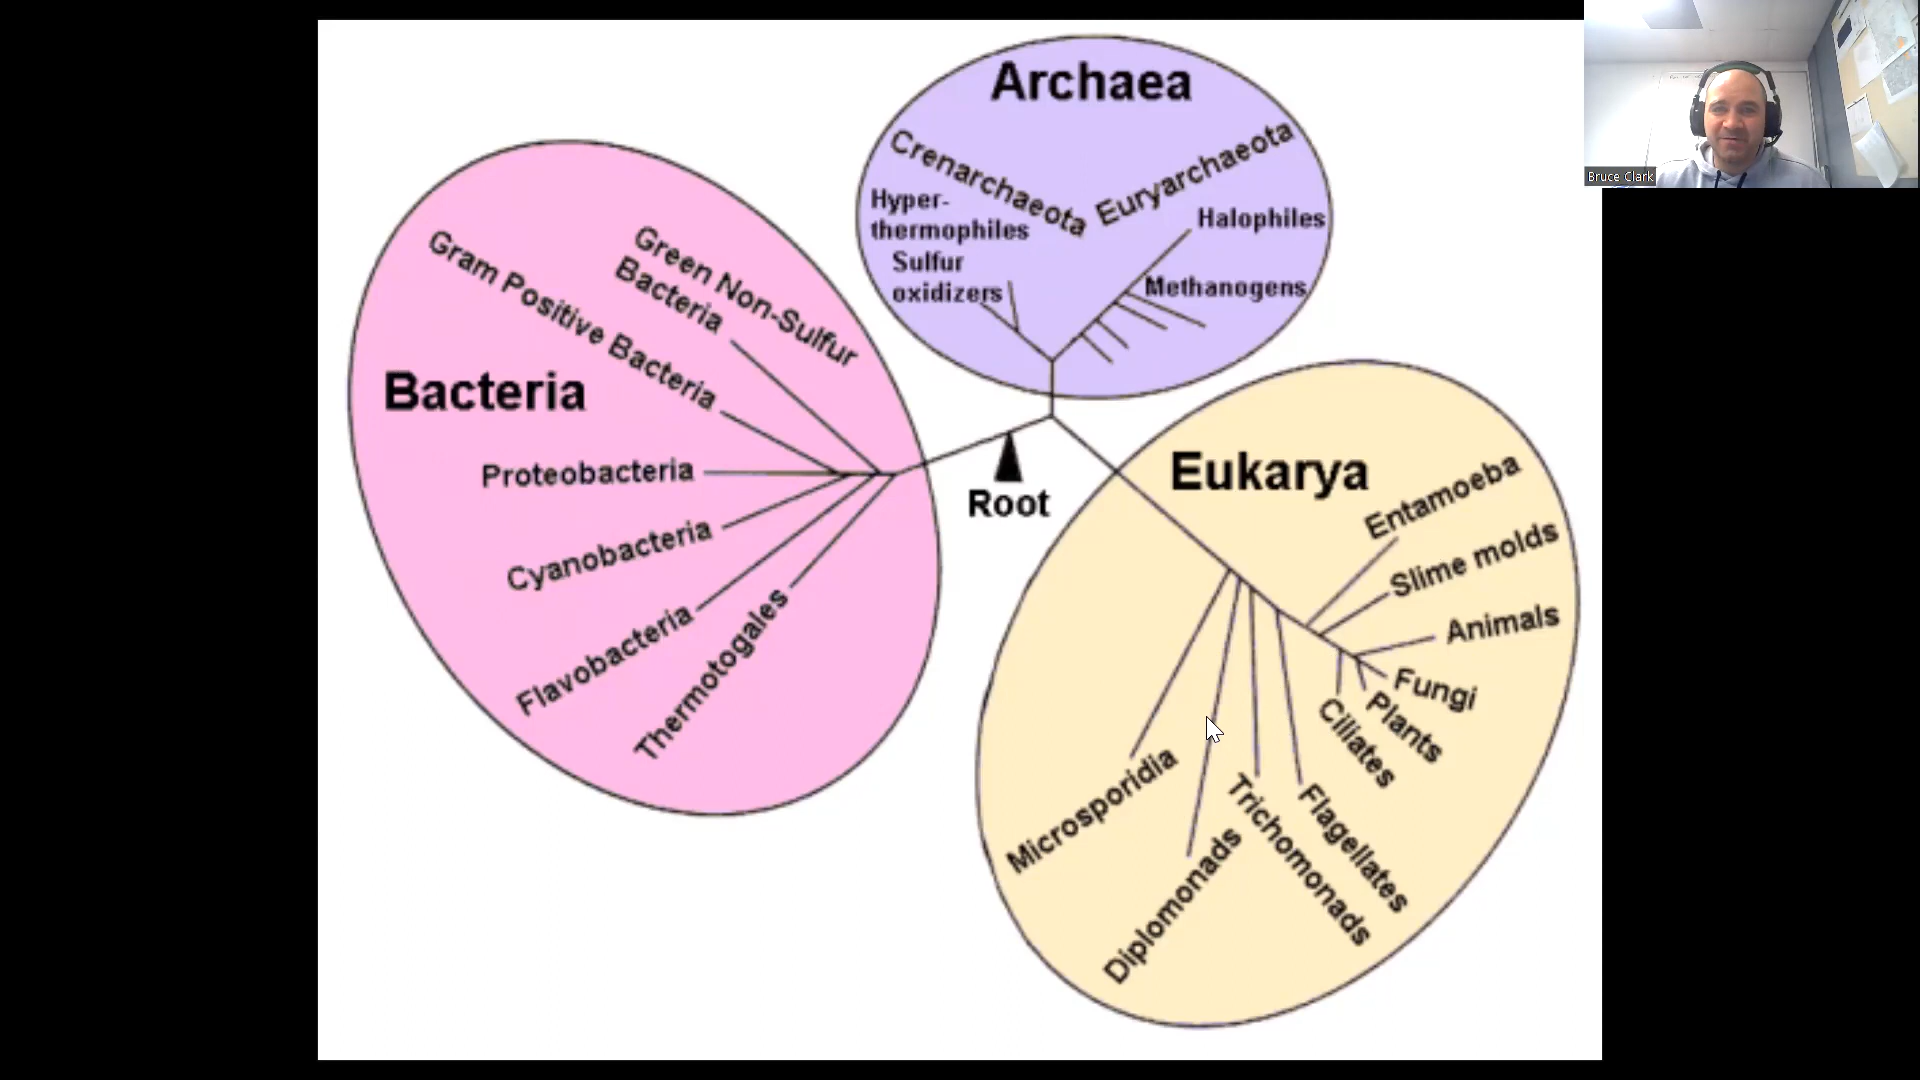 Archaea
Crenarchaeota
Euryarchaeota
Hyper-
thermophiles
Sulfur
oxidizers
Halophiles
Methanogens
Bacteria
Green Non-Sulfur
Bacteria
Gram Positive Bacteria
Proteobacteria
Cyanobacteria
Flavobacteria
Thermotogales
Root
Eukarya
Entamoeba
Slime molds
Animals
Fungi
Plants
Ciliates
Flagellates
Trichomonads
Diplomonads
Microsporidia
Bruce Clark